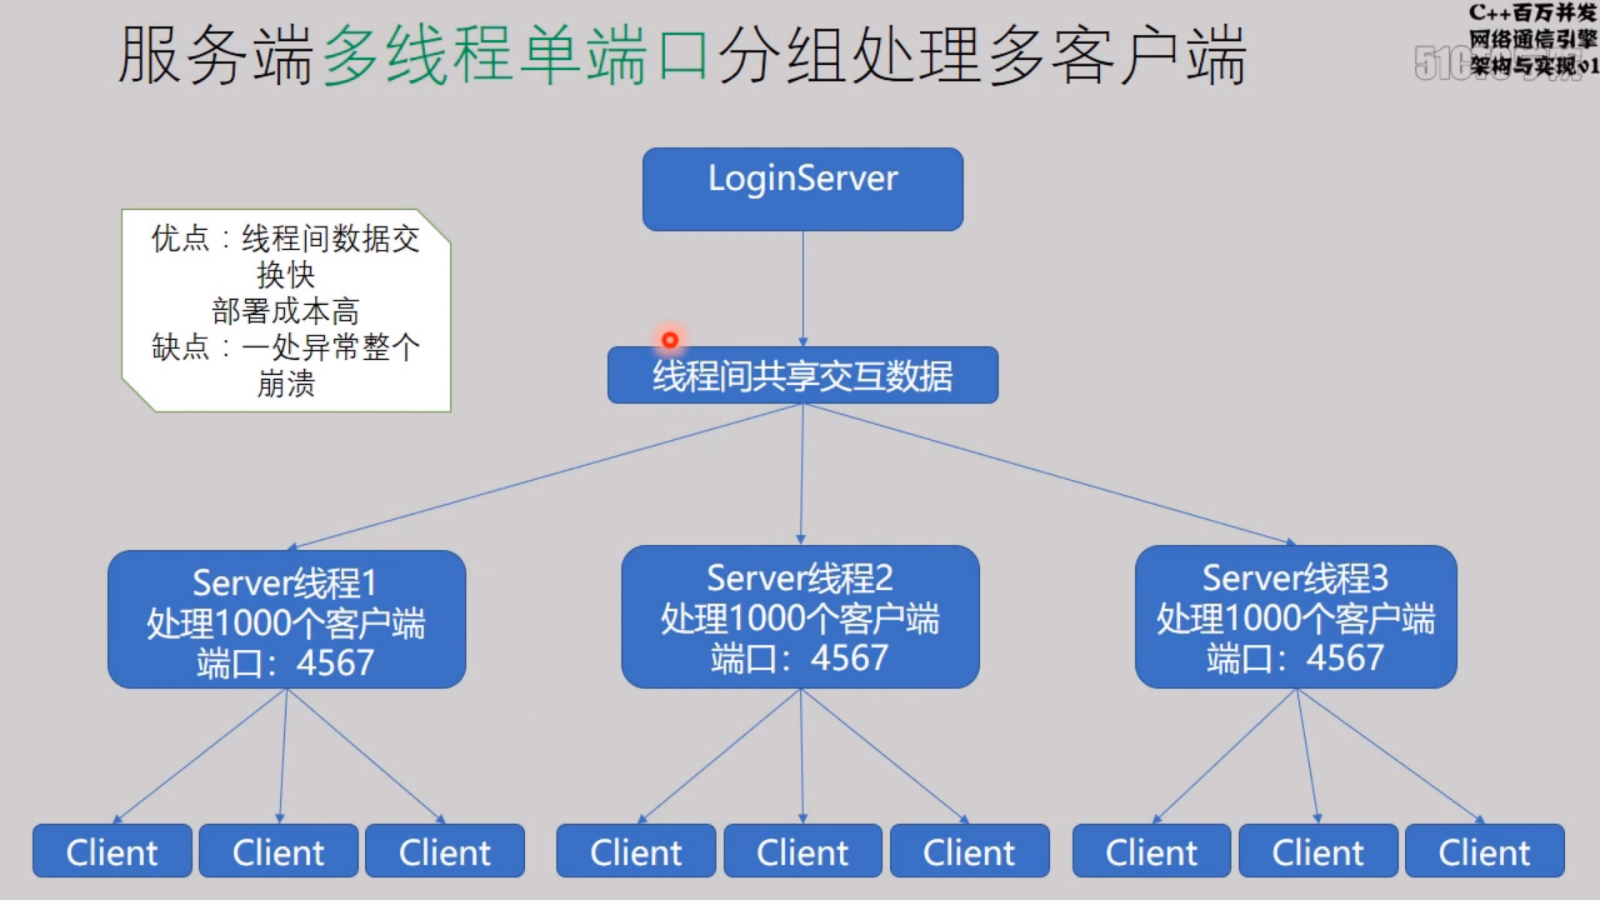 服务端多线程单端口分组处理多客户端
C++百万并发
网络通信引擎
架构与实现01
LoginServer
优点：线程间数据交
换快
部署成本高
缺点：一处异常整个
崩溃
线程间共享交互数据
Server线程1
处理1000个客户端
端口：4567
Server线程2
处理1000个客户端
端口：4567
Server线程3
处理1000个客户端
端口：4567
Client
Client
Client
Client
Client
Client
Client
Client
Client